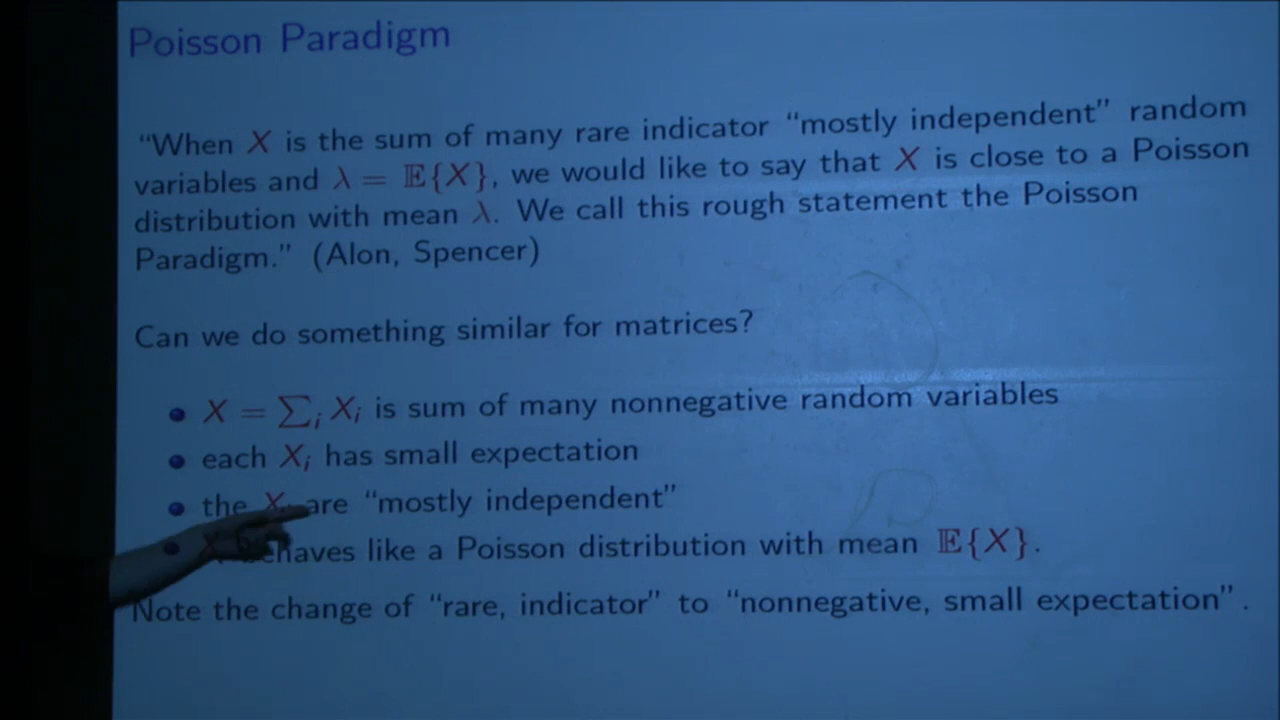 Poisson Paradigm
“When X is the sum of many rare indicator “mostly independent” random
variables and λ = 𝔼{X}, we would like to say that X is close to a Poisson
distribution with mean λ. We call this rough statement the Poisson
Paradigm.” (Alon, Spencer)
Can we do something similar for matrices?
• X = ∑ᵢ Xᵢ is sum of many nonnegative random variables
• each Xᵢ has small expectation
• the X are “mostly independent”
• like a Poisson distribution with mean 𝔼{X}.
Note the change of “rare, indicator” to “nonnegative, small expectation”.